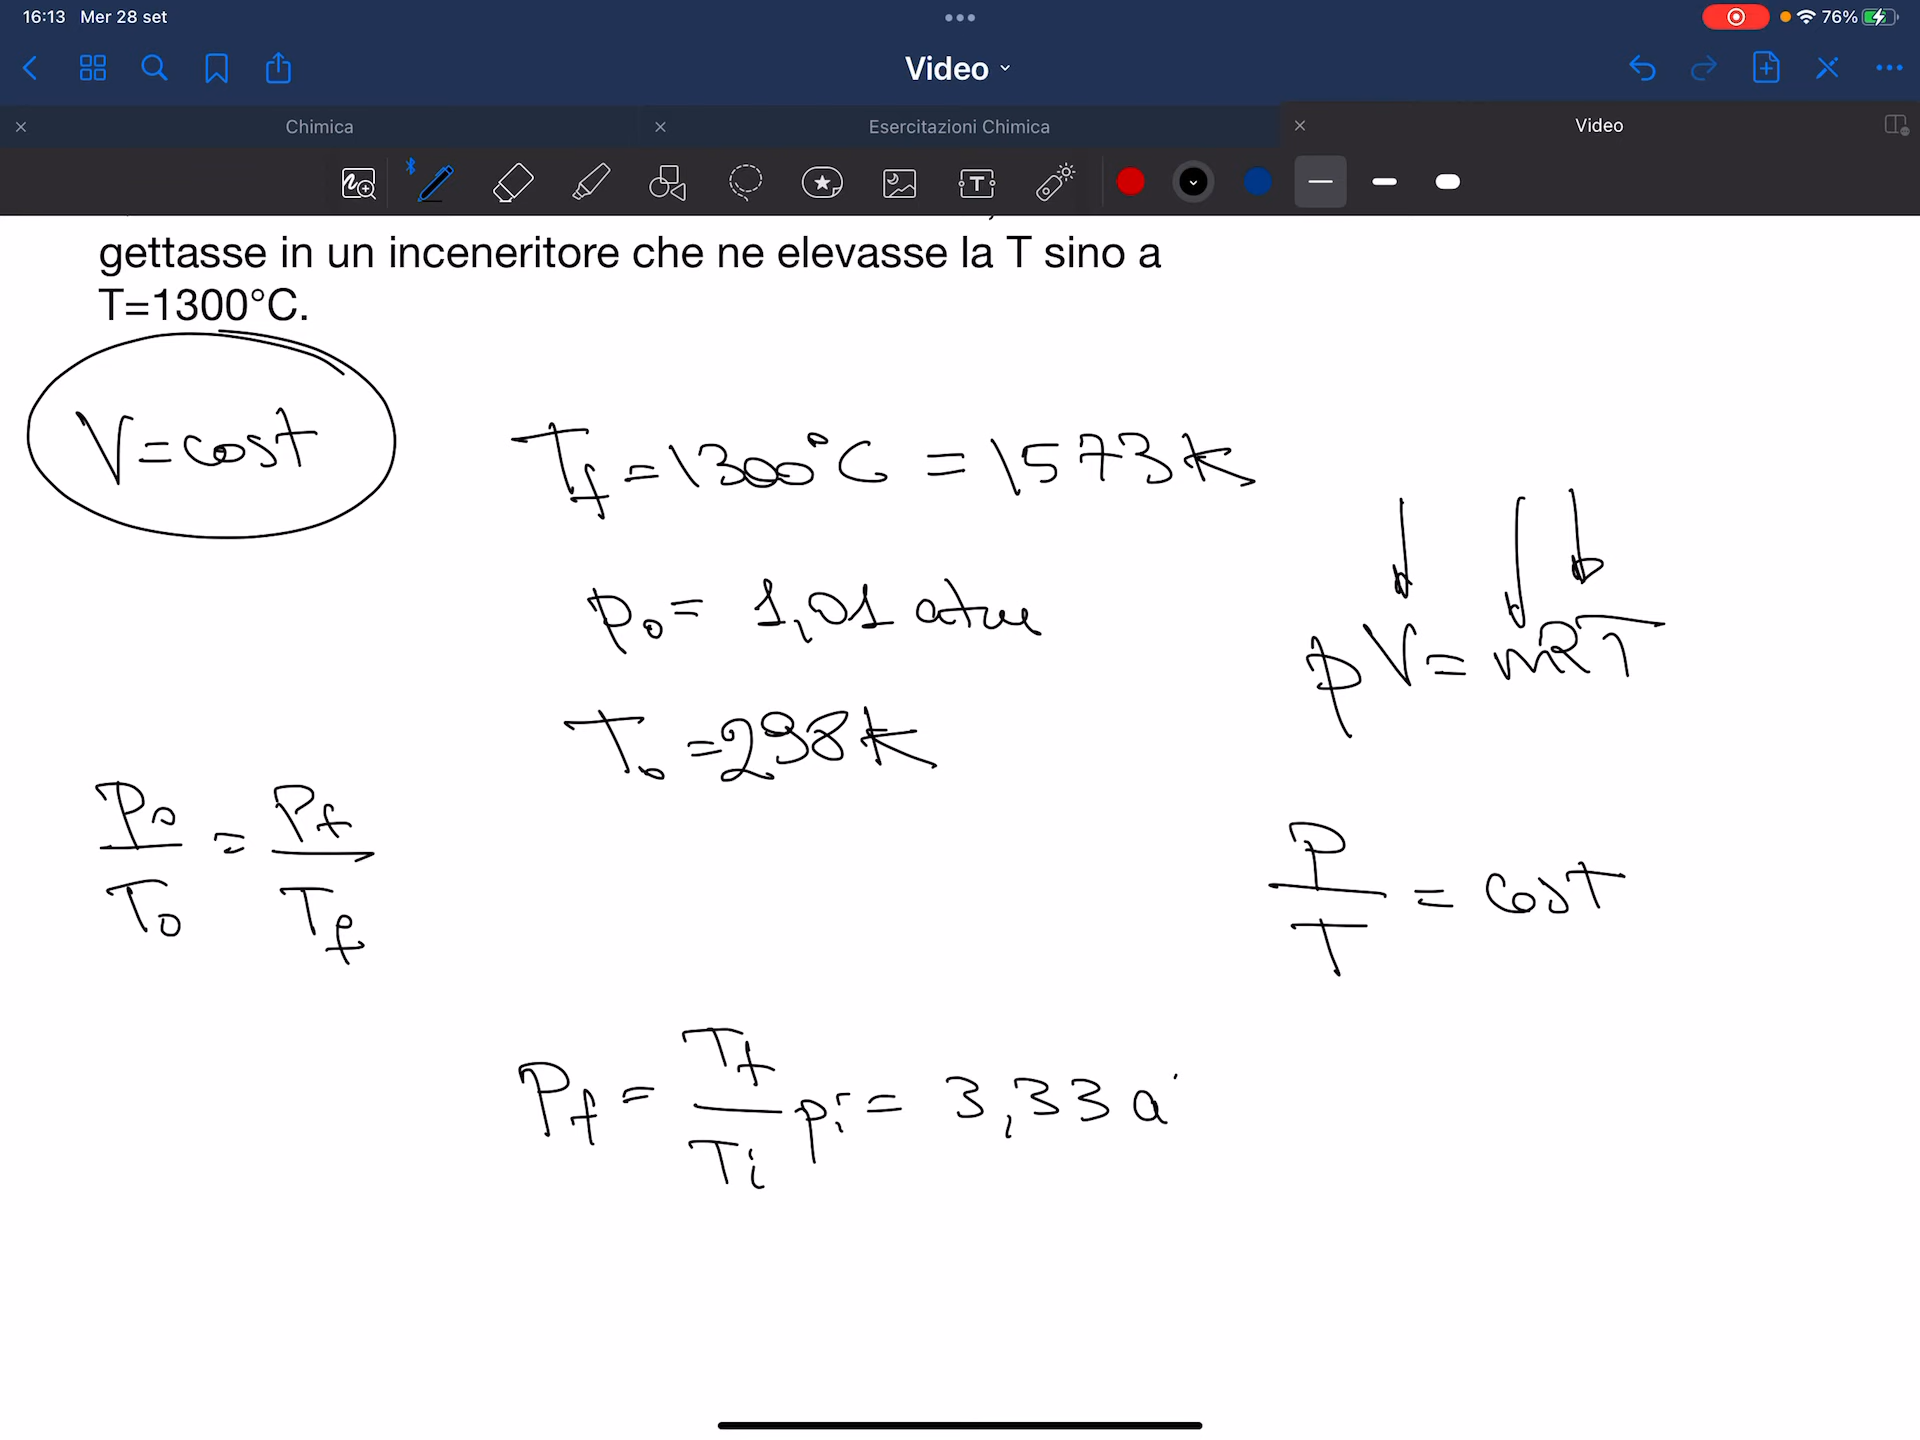 16:13 Mer 28 set
76%
Video
Chimica
Esercitazioni Chimica
Video
gettasse in un inceneritore che ne elevasse la T sino a
T=1300°C.
V=cost
Tf = 1300°C = 1573 K
p0 = 1,01 atm
pV = nRT
T0 = 298 K
P0/T0 = Pf/Tf
P/T = cost
Pf = Tf/Ti pi = 3,33 a